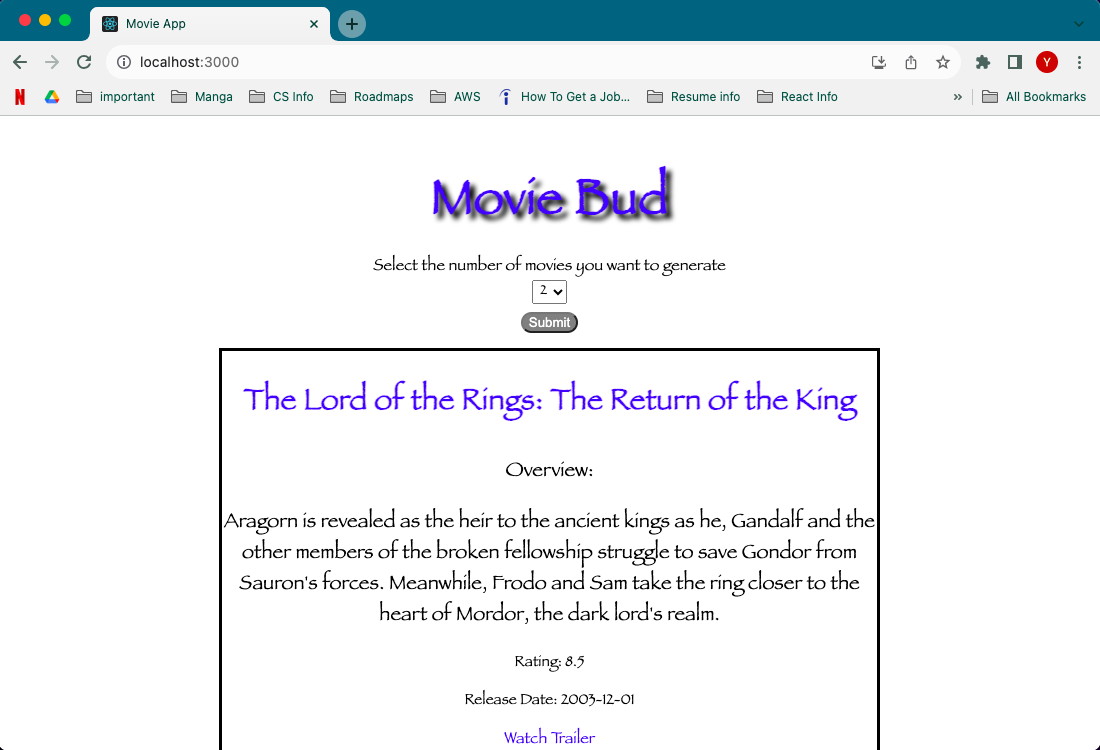 Movie App
localhost:3000
Y
N
important
Manga
CS Info
Roadmaps
AWS
How To Get a Job...
Resume info
React Info
»
All Bookmarks
Movie Bud
Select the number of movies you want to generate
2
Submit
The Lord of the Rings: The Return of the King
Overview:
Aragorn is revealed as the heir to the ancient kings as he, Gandalf and the
other members of the broken fellowship struggle to save Gondor from
Sauron's forces. Meanwhile, Frodo and Sam take the ring closer to the
heart of Mordor, the dark lord's realm.
Rating: 8.5
Release Date: 2003-12-01
Watch Trailer